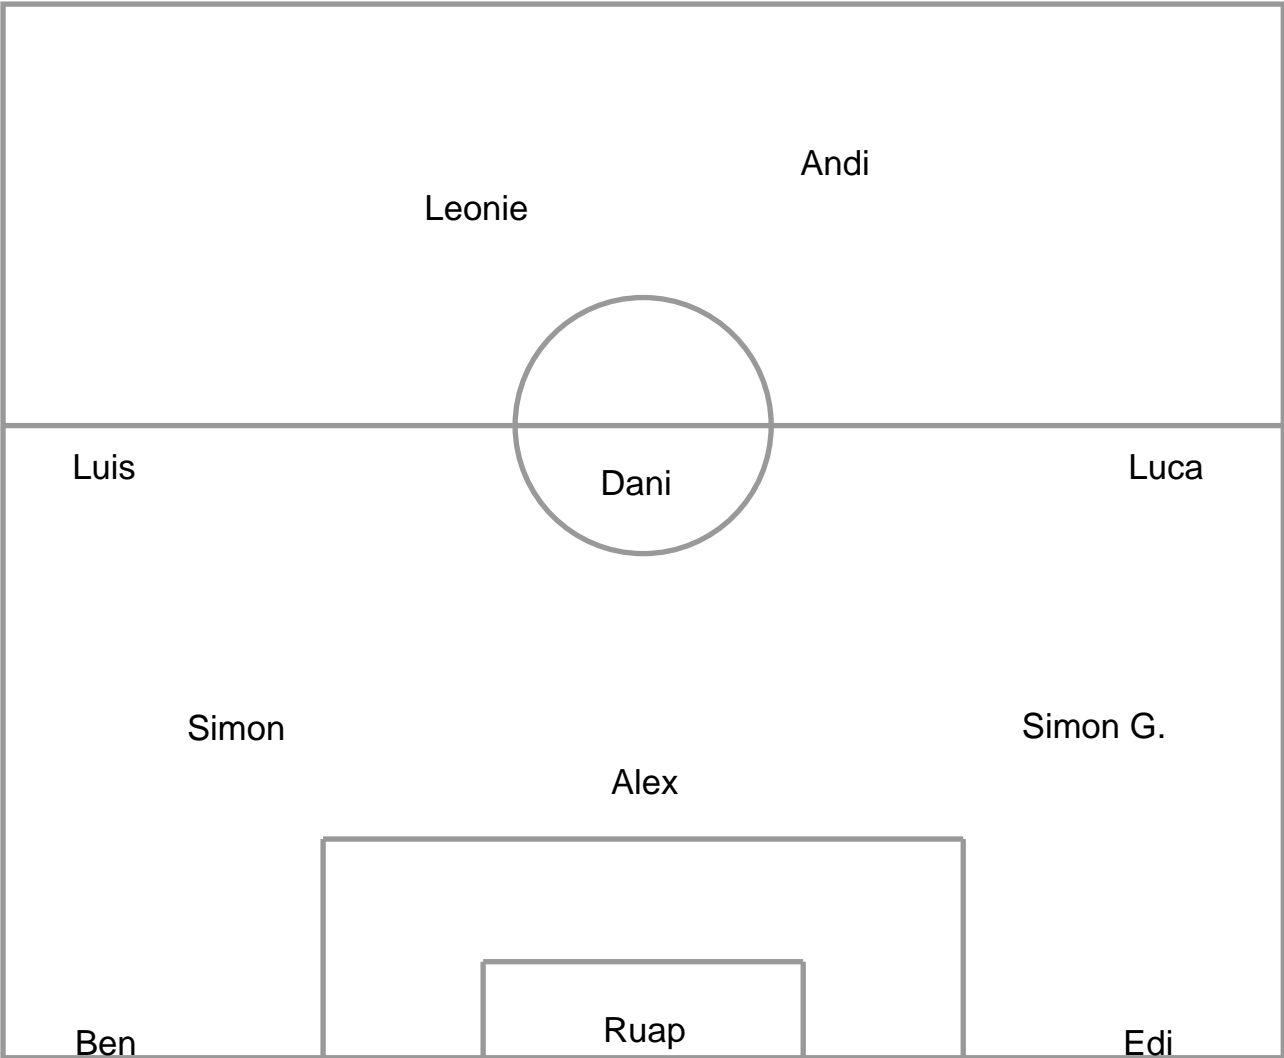 Andi
Leonie
Luis
Dani
Luca
Simon
Simon G.
Alex
Ruap
Ben
Edi